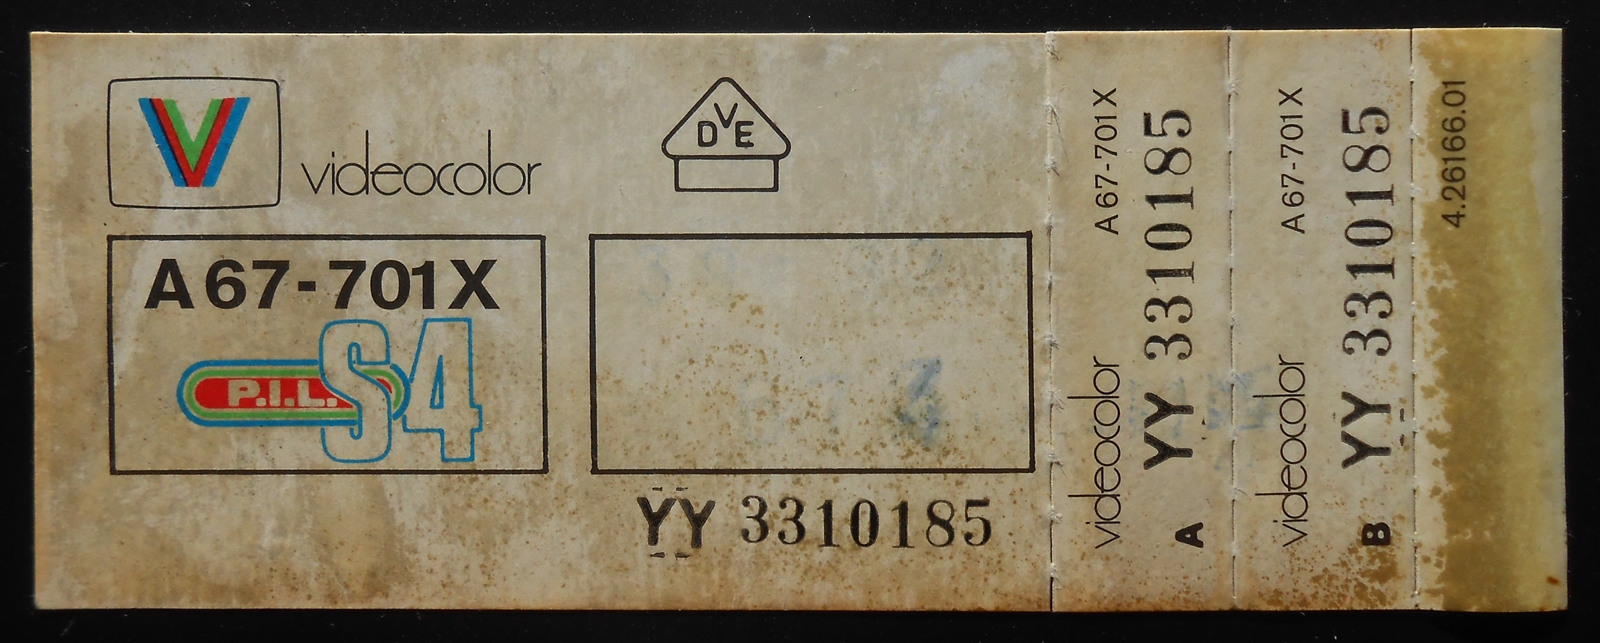 V
videocolor
DVE
A67-701X
P.I.L. S4
YY 3310185
videocolor A67-701X
A YY 3310185
videocolor A67-701X
B YY 3310185
4.26166.01